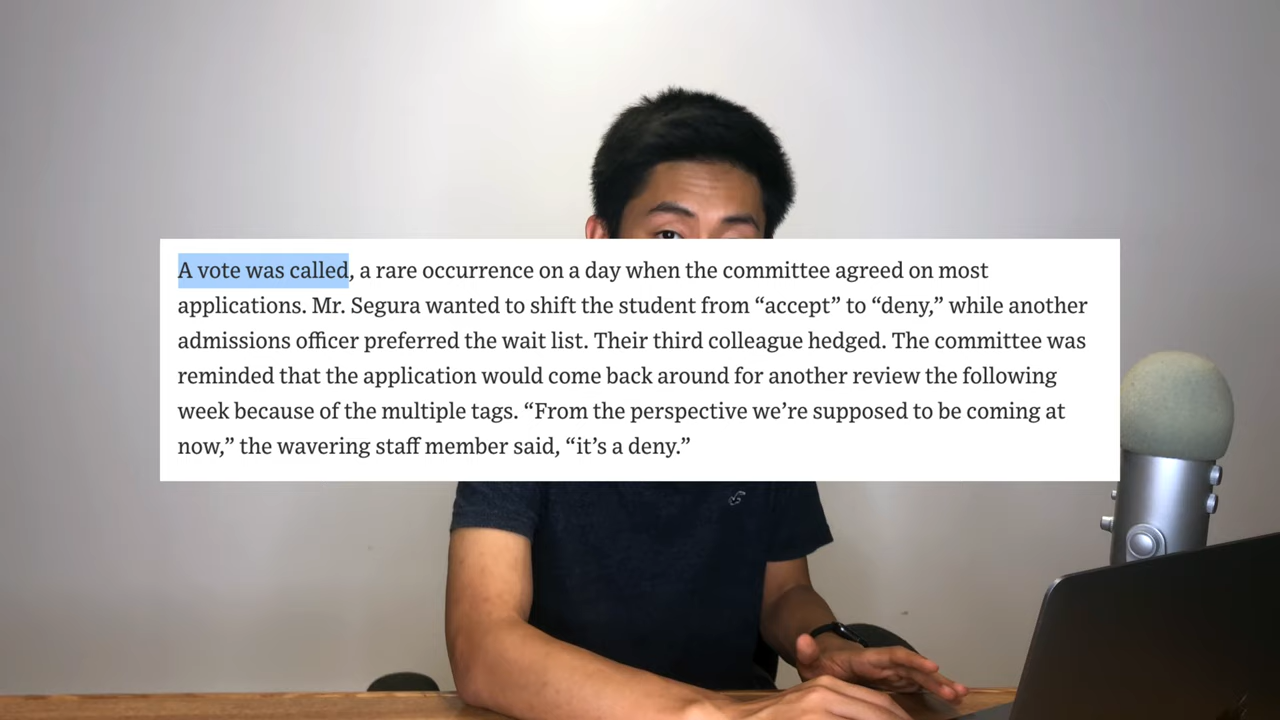 A vote was called, a rare occurrence on a day when the committee agreed on most
applications. Mr. Segura wanted to shift the student from “accept” to “deny,” while another
admissions officer preferred the wait list. Their third colleague hedged. The committee was
reminded that the application would come back around for another review the following
week because of the multiple tags. “From the perspective we’re supposed to be coming at
now,” the wavering staff member said, “it’s a deny.”